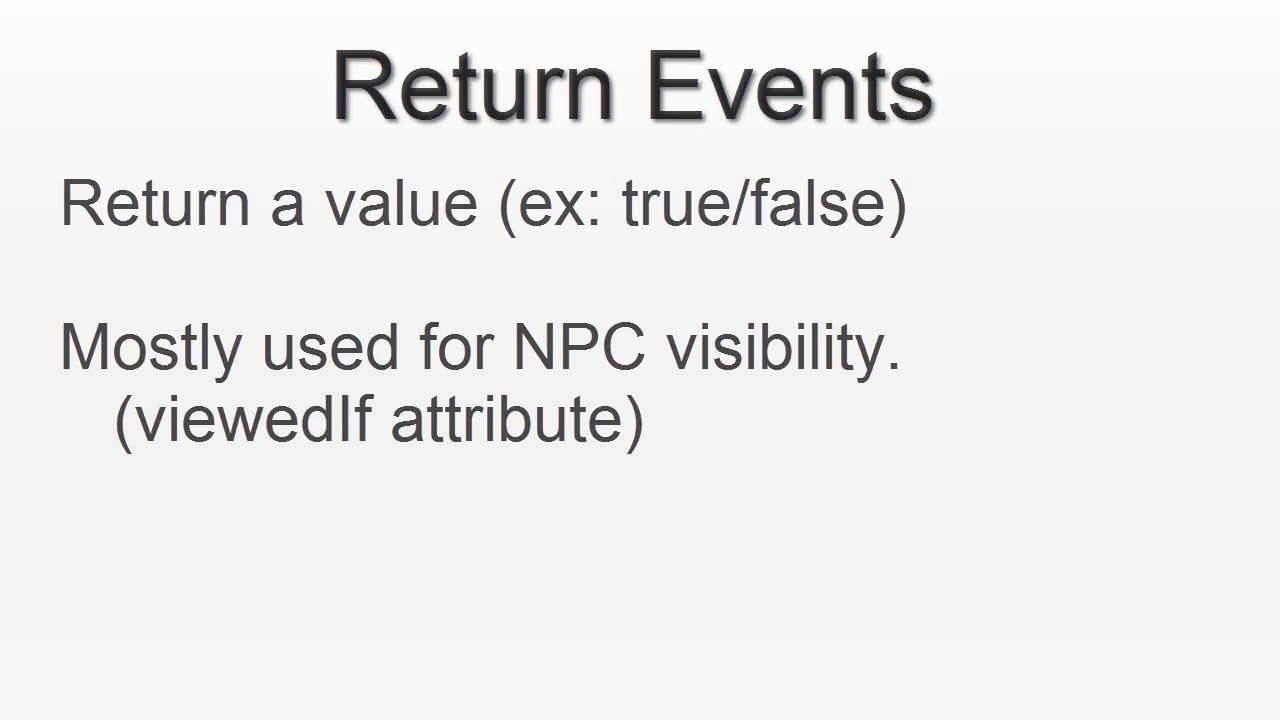 Return Events
Return a value (ex: true/false)
Mostly used for NPC visibility.
(viewedIf attribute)